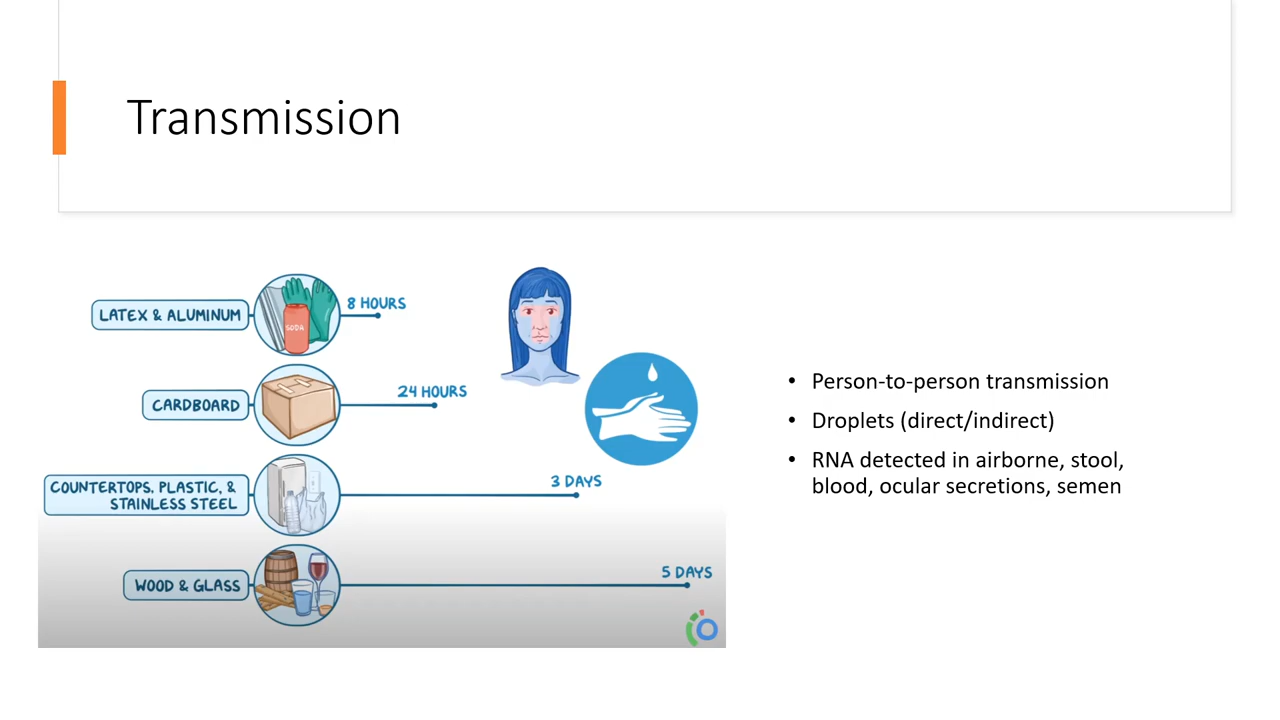 Transmission
LATEX & ALUMINUM
SODA
8 HOURS
CARDBOARD
24 HOURS
COUNTERTOPS, PLASTIC, &
STAINLESS STEEL
3 DAYS
WOOD & GLASS
5 DAYS
• Person-to-person transmission
• Droplets (direct/indirect)
• RNA detected in airborne, stool,
blood, ocular secretions, semen